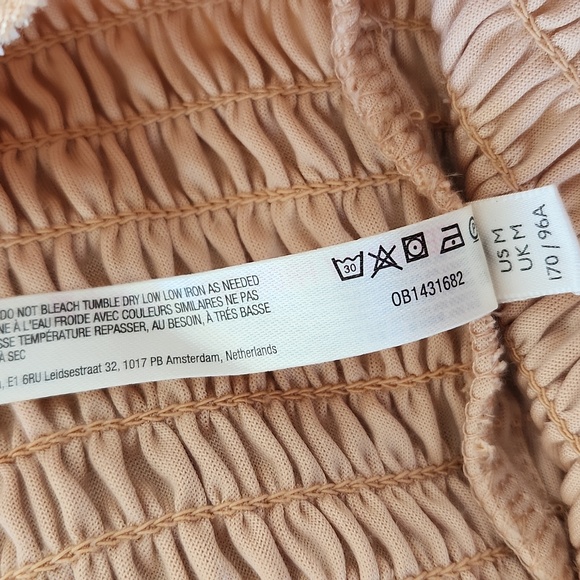 DO NOT BLEACH TUMBLE DRY LOW LOW IRON AS NEEDED
À L'EAU FROIDE AVEC COULEURS SIMILAIRES NE PAS
TEMPÉRATURE REPASSER, AU BESOIN, À TRÈS BASSE
À SEC
E1 6RU Leidsestraat 32, 1017 PB Amsterdam, Netherlands
30
0B1431682
US M
UK M
170 / 96A